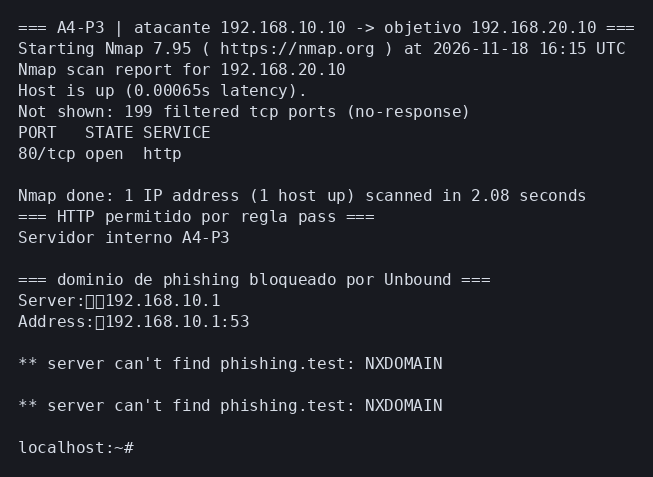 === A4-P3 | atacante 192.168.10.10 -> objetivo 192.168.20.10 ===
Starting Nmap 7.95 ( https://nmap.org ) at 2026-11-18 16:15 UTC
Nmap scan report for 192.168.20.10
Host is up (0.00065s latency).
Not shown: 199 filtered tcp ports (no-response)
PORT   STATE SERVICE
80/tcp open  http
Nmap done: 1 IP address (1 host up) scanned in 2.08 seconds
=== HTTP permitido por regla pass ===
Servidor interno A4-P3
=== dominio de phishing bloqueado por Unbound ===
Server:▯▯192.168.10.1
Address:▯192.168.10.1:53
** server can't find phishing.test: NXDOMAIN
** server can't find phishing.test: NXDOMAIN
localhost:~#